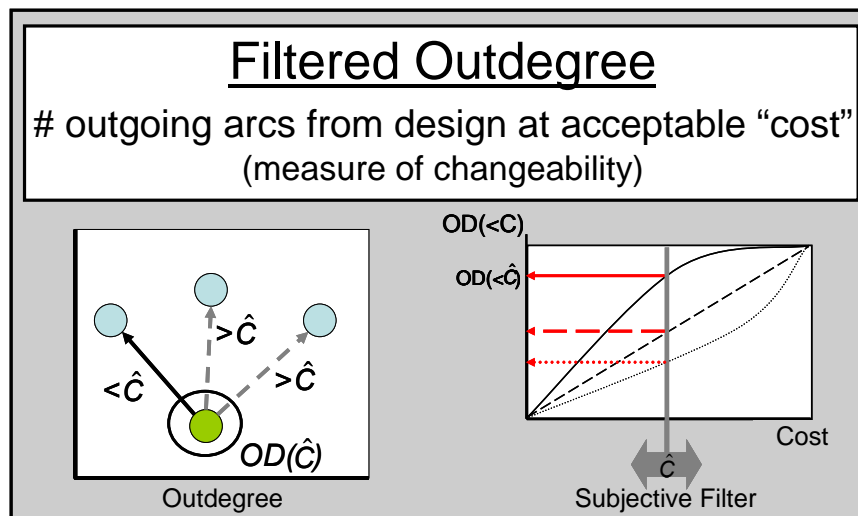 Filtered Outdegree
# outgoing arcs from design at acceptable “cost”
(measure of changeability)
OD(<C)
OD(<Ĉ)
>Ĉ
<Ĉ
>Ĉ
OD(Ĉ)
Cost
Ĉ
Outdegree
Subjective Filter